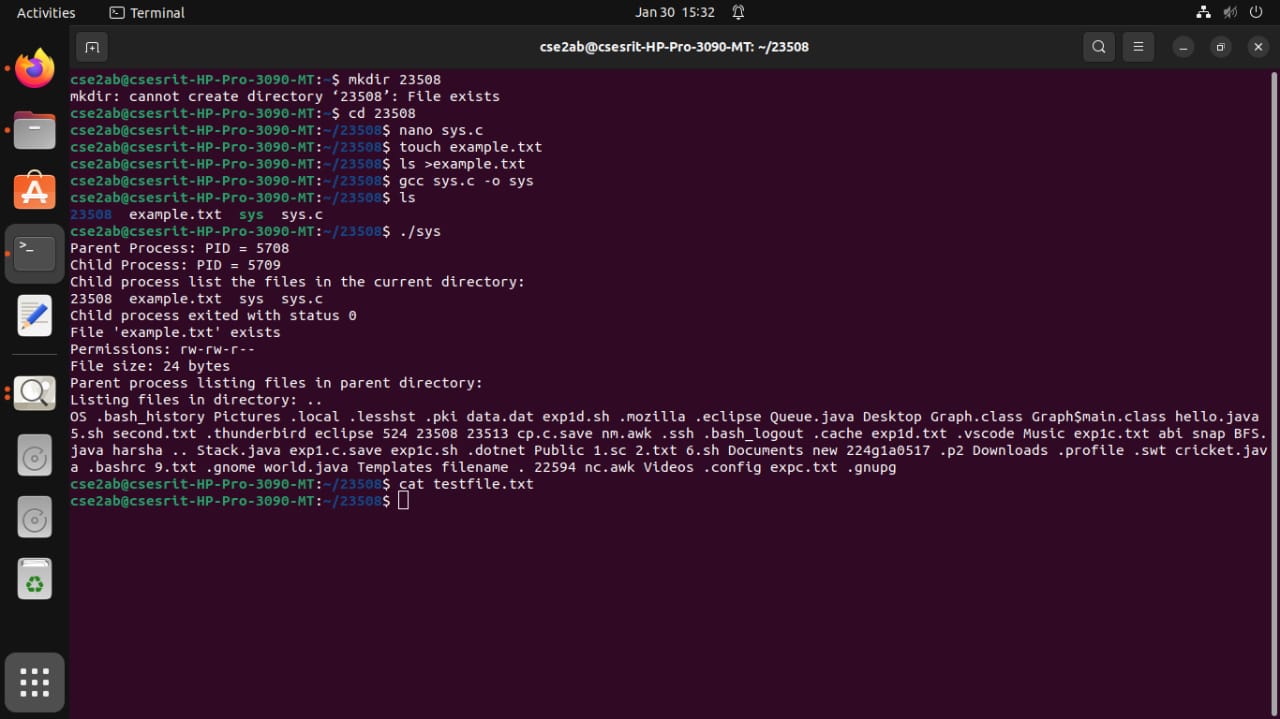 Activities Terminal Jan 30 15:32
cse2ab@csesrit-HP-Pro-3090-MT: ~/23508
cse2ab@csesrit-HP-Pro-3090-MT:~$ mkdir 23508
mkdir: cannot create directory ‘23508’: File exists
cse2ab@csesrit-HP-Pro-3090-MT:~$ cd 23508
cse2ab@csesrit-HP-Pro-3090-MT:~/23508$ nano sys.c
cse2ab@csesrit-HP-Pro-3090-MT:~/23508$ touch example.txt
cse2ab@csesrit-HP-Pro-3090-MT:~/23508$ ls >example.txt
cse2ab@csesrit-HP-Pro-3090-MT:~/23508$ gcc sys.c -o sys
cse2ab@csesrit-HP-Pro-3090-MT:~/23508$ ls
23508 example.txt sys sys.c
cse2ab@csesrit-HP-Pro-3090-MT:~/23508$ ./sys
Parent Process: PID = 5708
Child Process: PID = 5709
Child process list the files in the current directory:
23508 example.txt sys sys.c
Child process exited with status 0
File 'example.txt' exists
Permissions: rw-rw-r--
File size: 24 bytes
Parent process listing files in parent directory:
Listing files in directory: ..
OS .bash_history Pictures .local .lesshst .pki data.dat exp1d.sh .mozilla .eclipse Queue.java Desktop Graph.class Graph$main.class hello.java
5.sh second.txt .thunderbird eclipse 524 23508 23513 cp.c.save nm.awk .ssh .bash_logout .cache exp1d.txt .vscode Music exp1c.txt abi snap BFS.
java harsha .. Stack.java exp1.c.save exp1c.sh .dotnet Public 1.sc 2.txt 6.sh Documents new 224g1a0517 .p2 Downloads .profile .swt cricket.jav
a .bashrc 9.txt .gnome world.java Templates filename . 22594 nc.awk Videos .config expc.txt .gnupg
cse2ab@csesrit-HP-Pro-3090-MT:~/23508$ cat testfile.txt
cse2ab@csesrit-HP-Pro-3090-MT:~/23508$